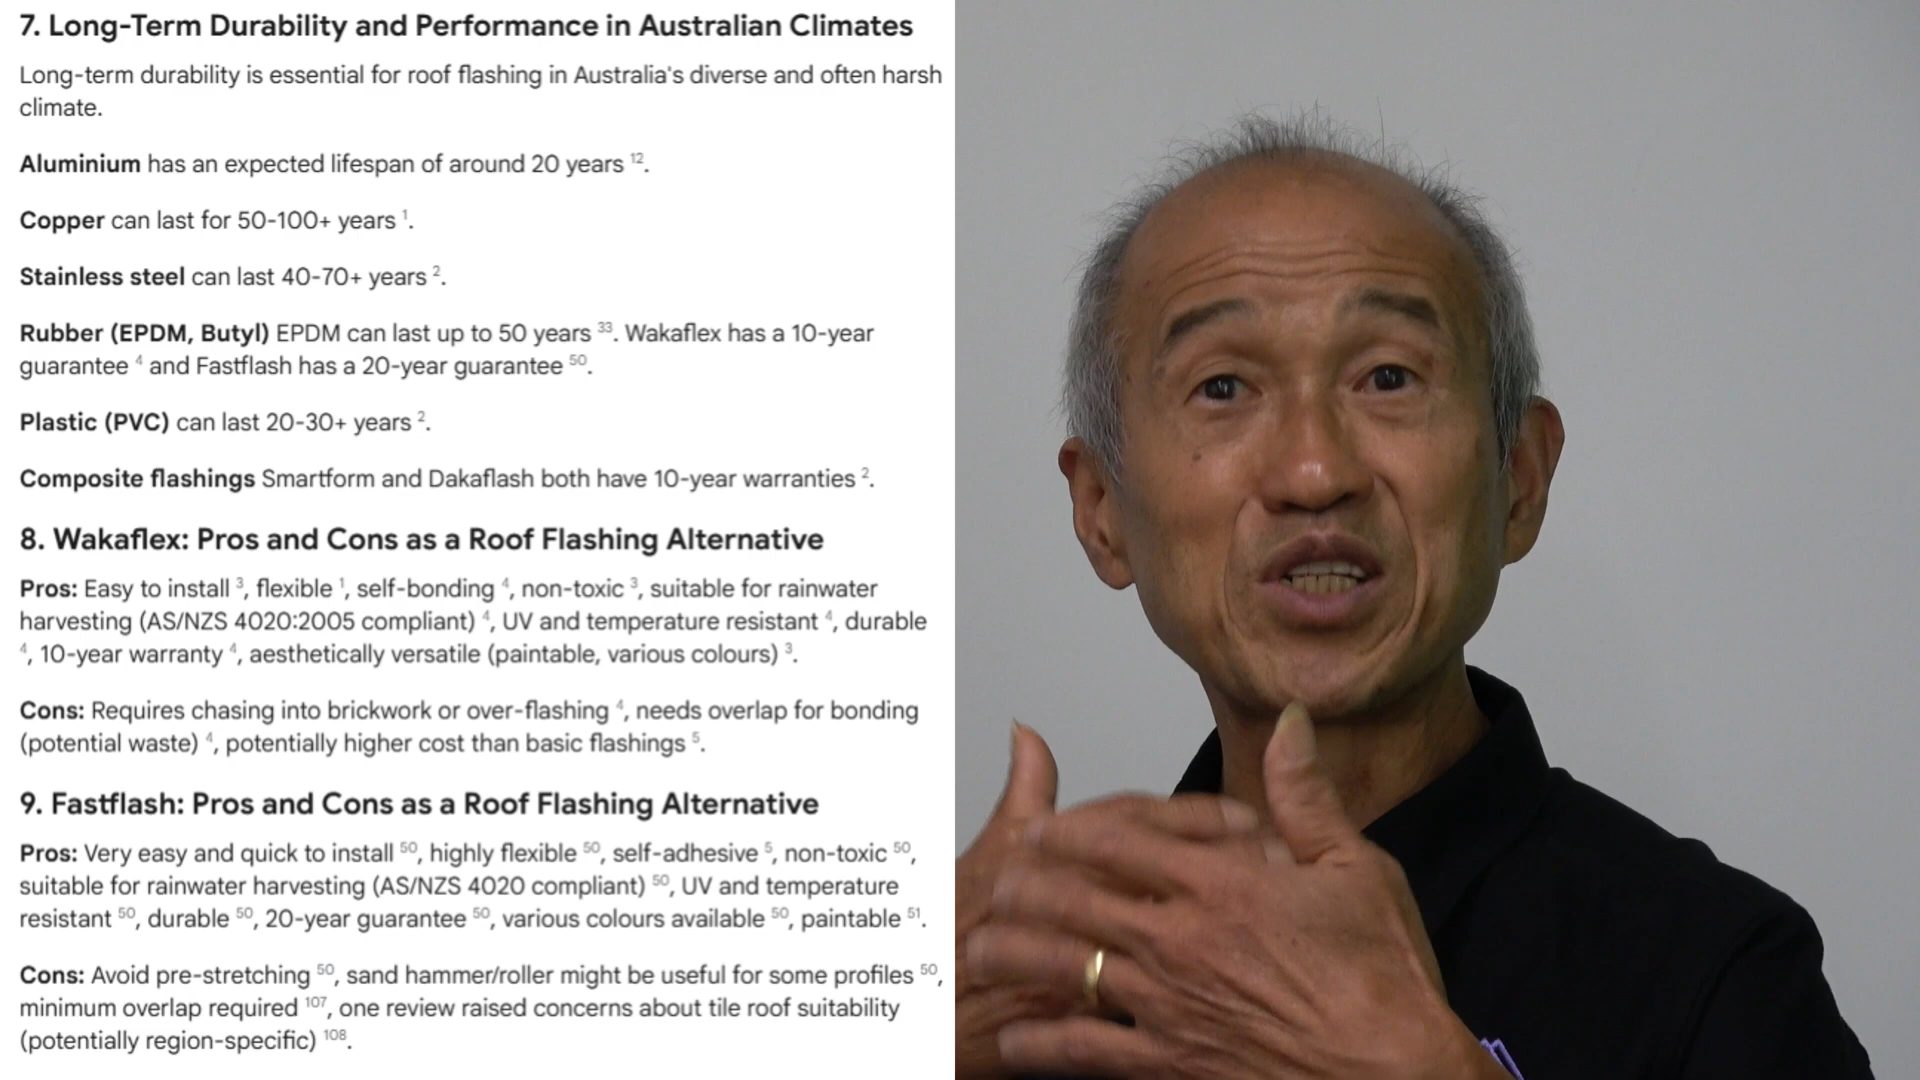 7. Long-Term Durability and Performance in Australian Climates
Long-term durability is essential for roof flashing in Australia's diverse and often harsh
climate.
Aluminium has an expected lifespan of around 20 years 12.
Copper can last for 50-100+ years 1.
Stainless steel can last 40-70+ years 2.
Rubber (EPDM, Butyl) EPDM can last up to 50 years 33. Wakaflex has a 10-year
guarantee 4 and Fastflash has a 20-year guarantee 50.
Plastic (PVC) can last 20-30+ years 2.
Composite flashings Smartform and Dakaflash both have 10-year warranties 2.
8. Wakaflex: Pros and Cons as a Roof Flashing Alternative
Pros: Easy to install 3, flexible 1, self-bonding 4, non-toxic 3, suitable for rainwater
harvesting (AS/NZS 4020:2005 compliant) 4, UV and temperature resistant 4, durable
4, 10-year warranty 4, aesthetically versatile (paintable, various colours) 3.
Cons: Requires chasing into brickwork or over-flashing 4, needs overlap for bonding
(potential waste) 4, potentially higher cost than basic flashings 5.
9. Fastflash: Pros and Cons as a Roof Flashing Alternative
Pros: Very easy and quick to install 50, highly flexible 50, self-adhesive 5, non-toxic 50,
suitable for rainwater harvesting (AS/NZS 4020 compliant) 50, UV and temperature
resistant 50, durable 50, 20-year guarantee 50, various colours available 50, paintable 51.
Cons: Avoid pre-stretching 50, sand hammer/roller might be useful for some profiles 50,
minimum overlap required 107, one review raised concerns about tile roof suitability
(potentially region-specific) 108.